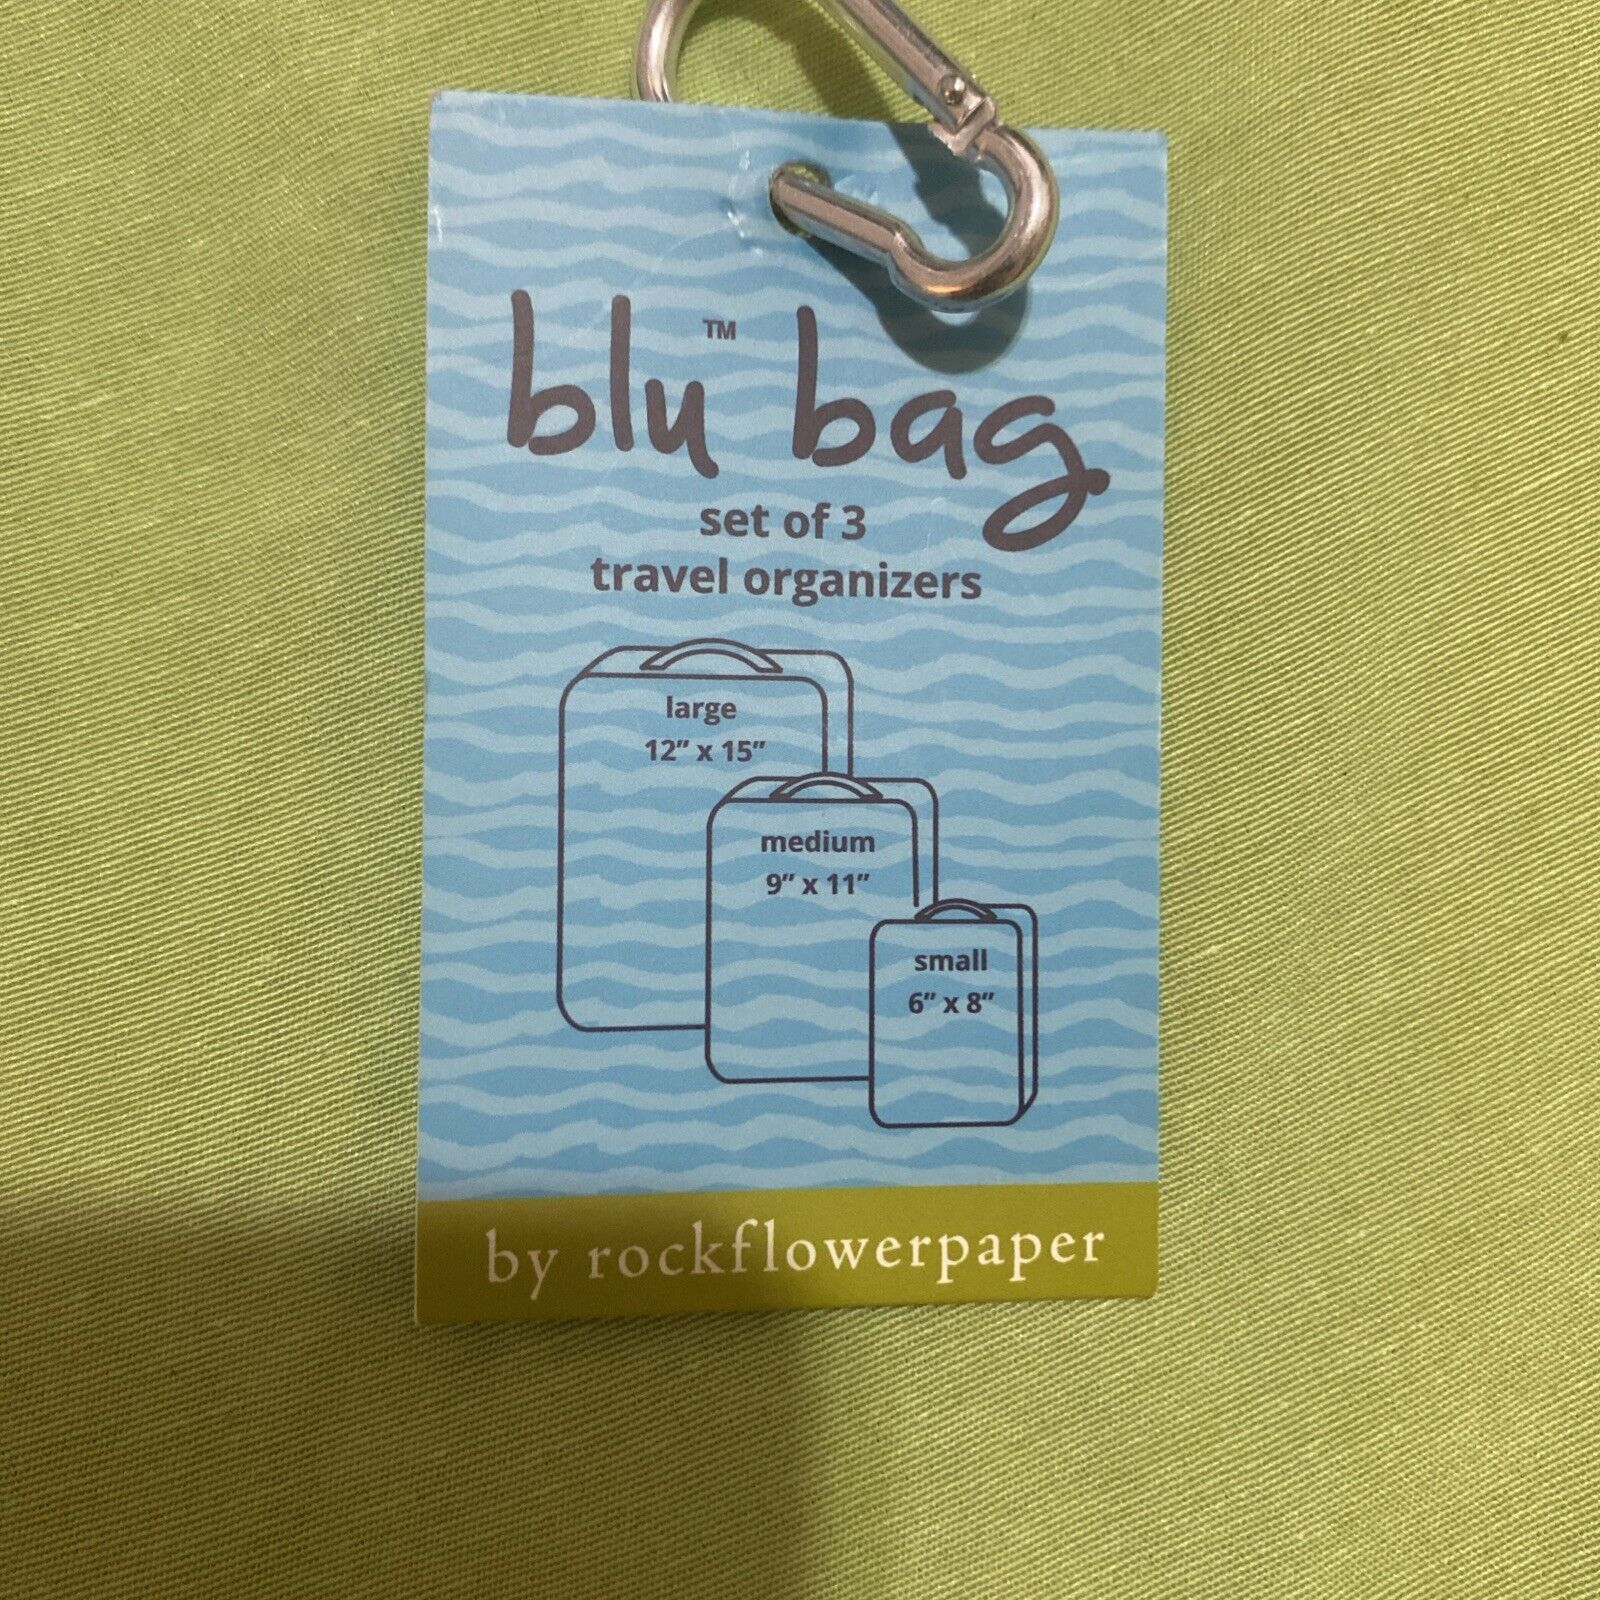 blu™ bag
set of 3
travel organizers
large
12” x 15”
medium
9” x 11”
small
6” x 8”
by rockflowerpaper